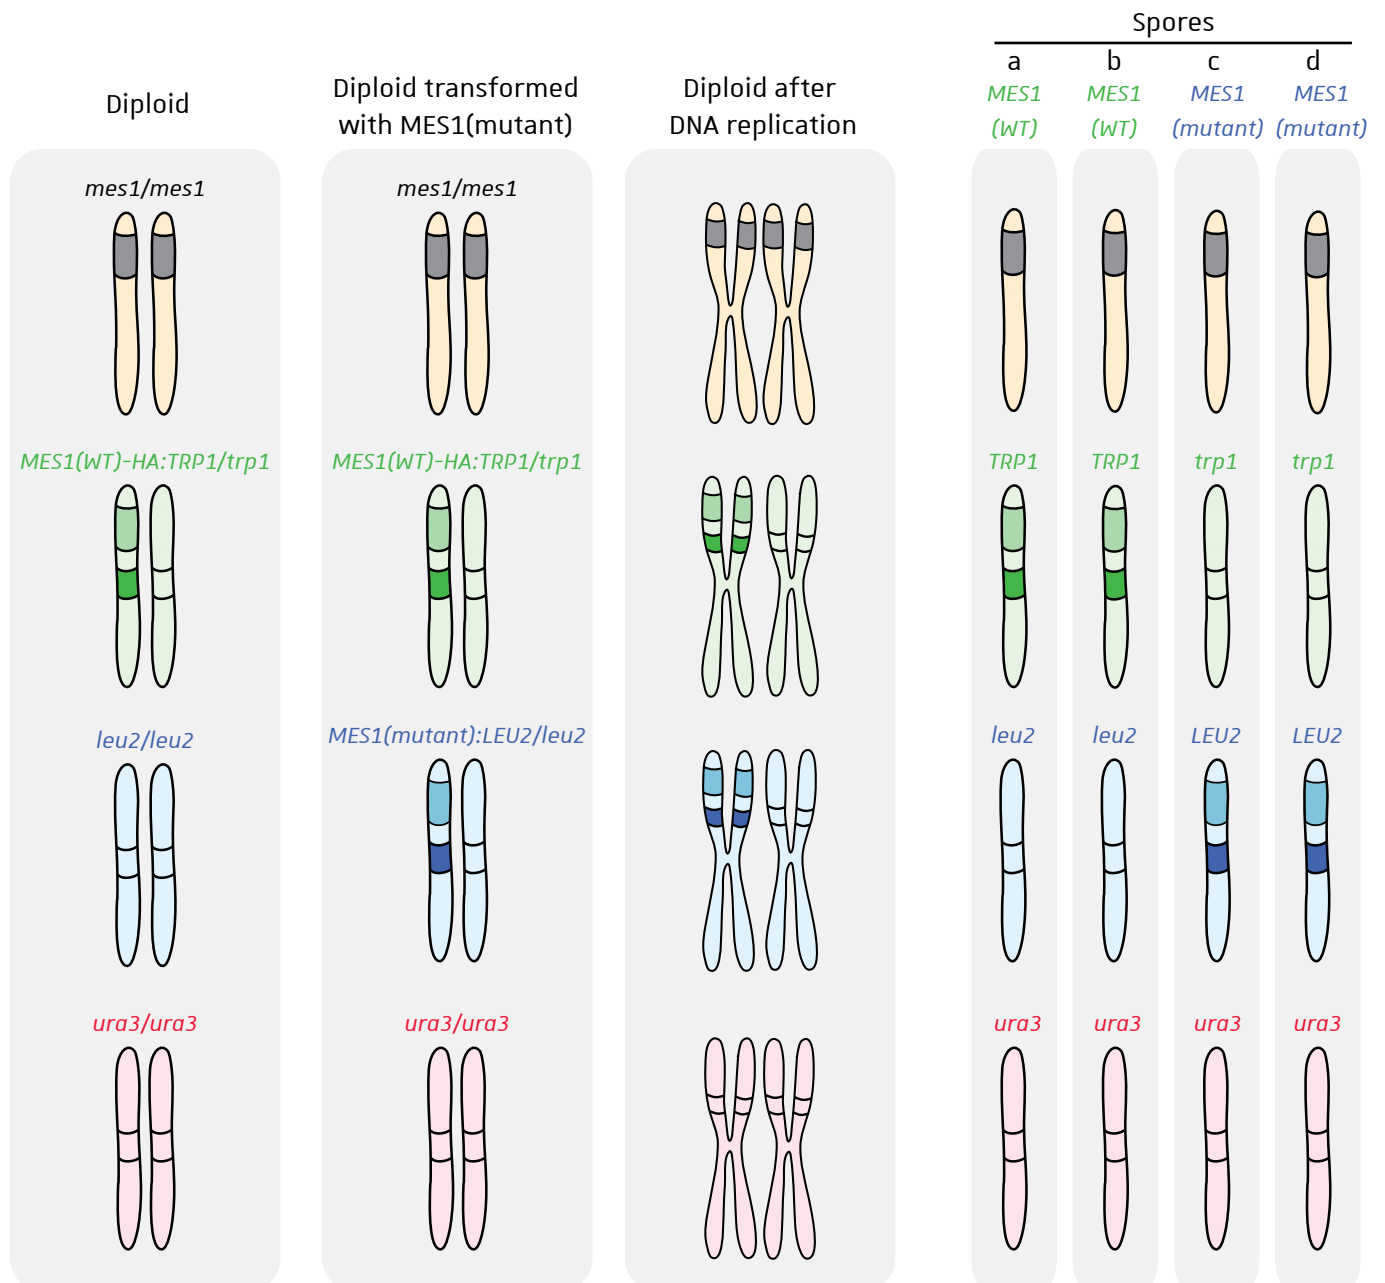 Spores
a b c d
Diploid
Diploid transformed
with MES1(mutant)
Diploid after
DNA replication
MES1
(WT)
MES1
(WT)
MES1
(mutant)
MES1
(mutant)
mes1/mes1
mes1/mes1
MES1(WT)-HA:TRP1/trp1
MES1(WT)-HA:TRP1/trp1
TRP1
TRP1
trp1
trp1
leu2/leu2
MES1(mutant):LEU2/leu2
leu2
leu2
LEU2
LEU2
ura3/ura3
ura3/ura3
ura3
ura3
ura3
ura3